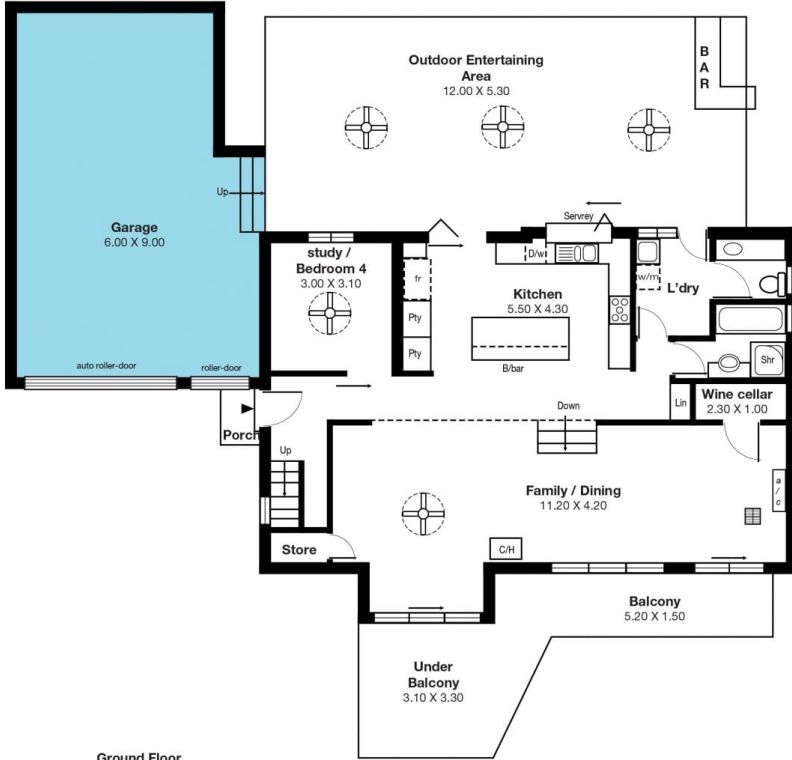 Outdoor Entertaining
Area
12.00 X 5.30
B
A
R
Up
Garage
6.00 X 9.00
auto roller-door
roller-door
study /
Bedroom 4
3.00 X 3.10
Servrey
D/w
fr
Pty
Pty
Kitchen
5.50 X 4.30
B/bar
w/m
L'dry
Shr
Lin
Wine cellar
2.30 X 1.00
Porch
Up
Down
Family / Dining
11.20 X 4.20
a/c
Store
C/H
Balcony
5.20 X 1.50
Under
Balcony
3.10 X 3.30
Ground Floor